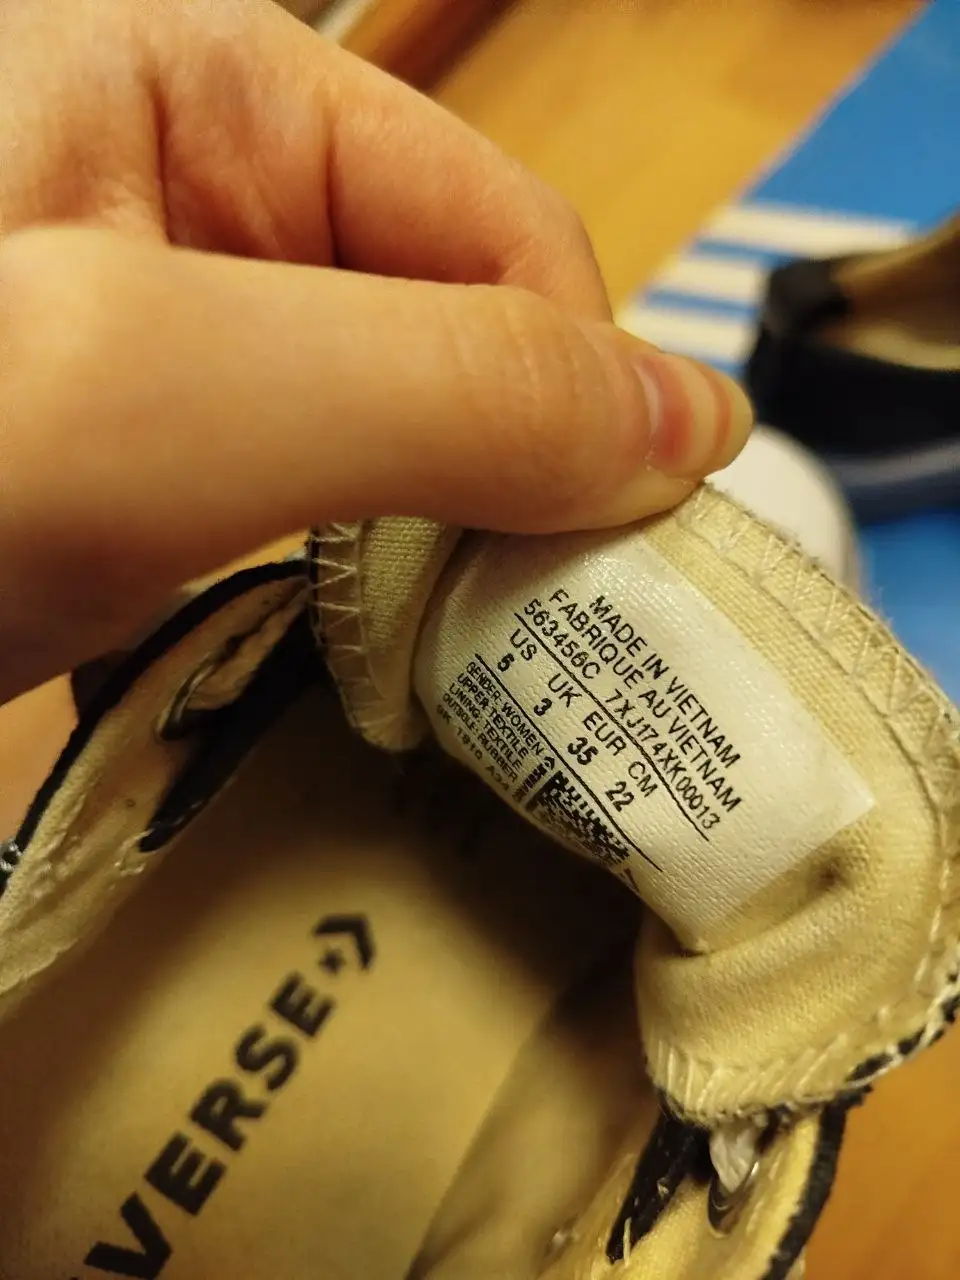 MADE IN VIETNAM
FABRIQUE AU VIETNAM
563456C 7XJ174XK00013
US UK EUR CM
5 3 35 22
GENDER: WOMEN
UPPER: TEXTILE
LINING: TEXTILE
OUTSOLE: RUBBER
VERSE